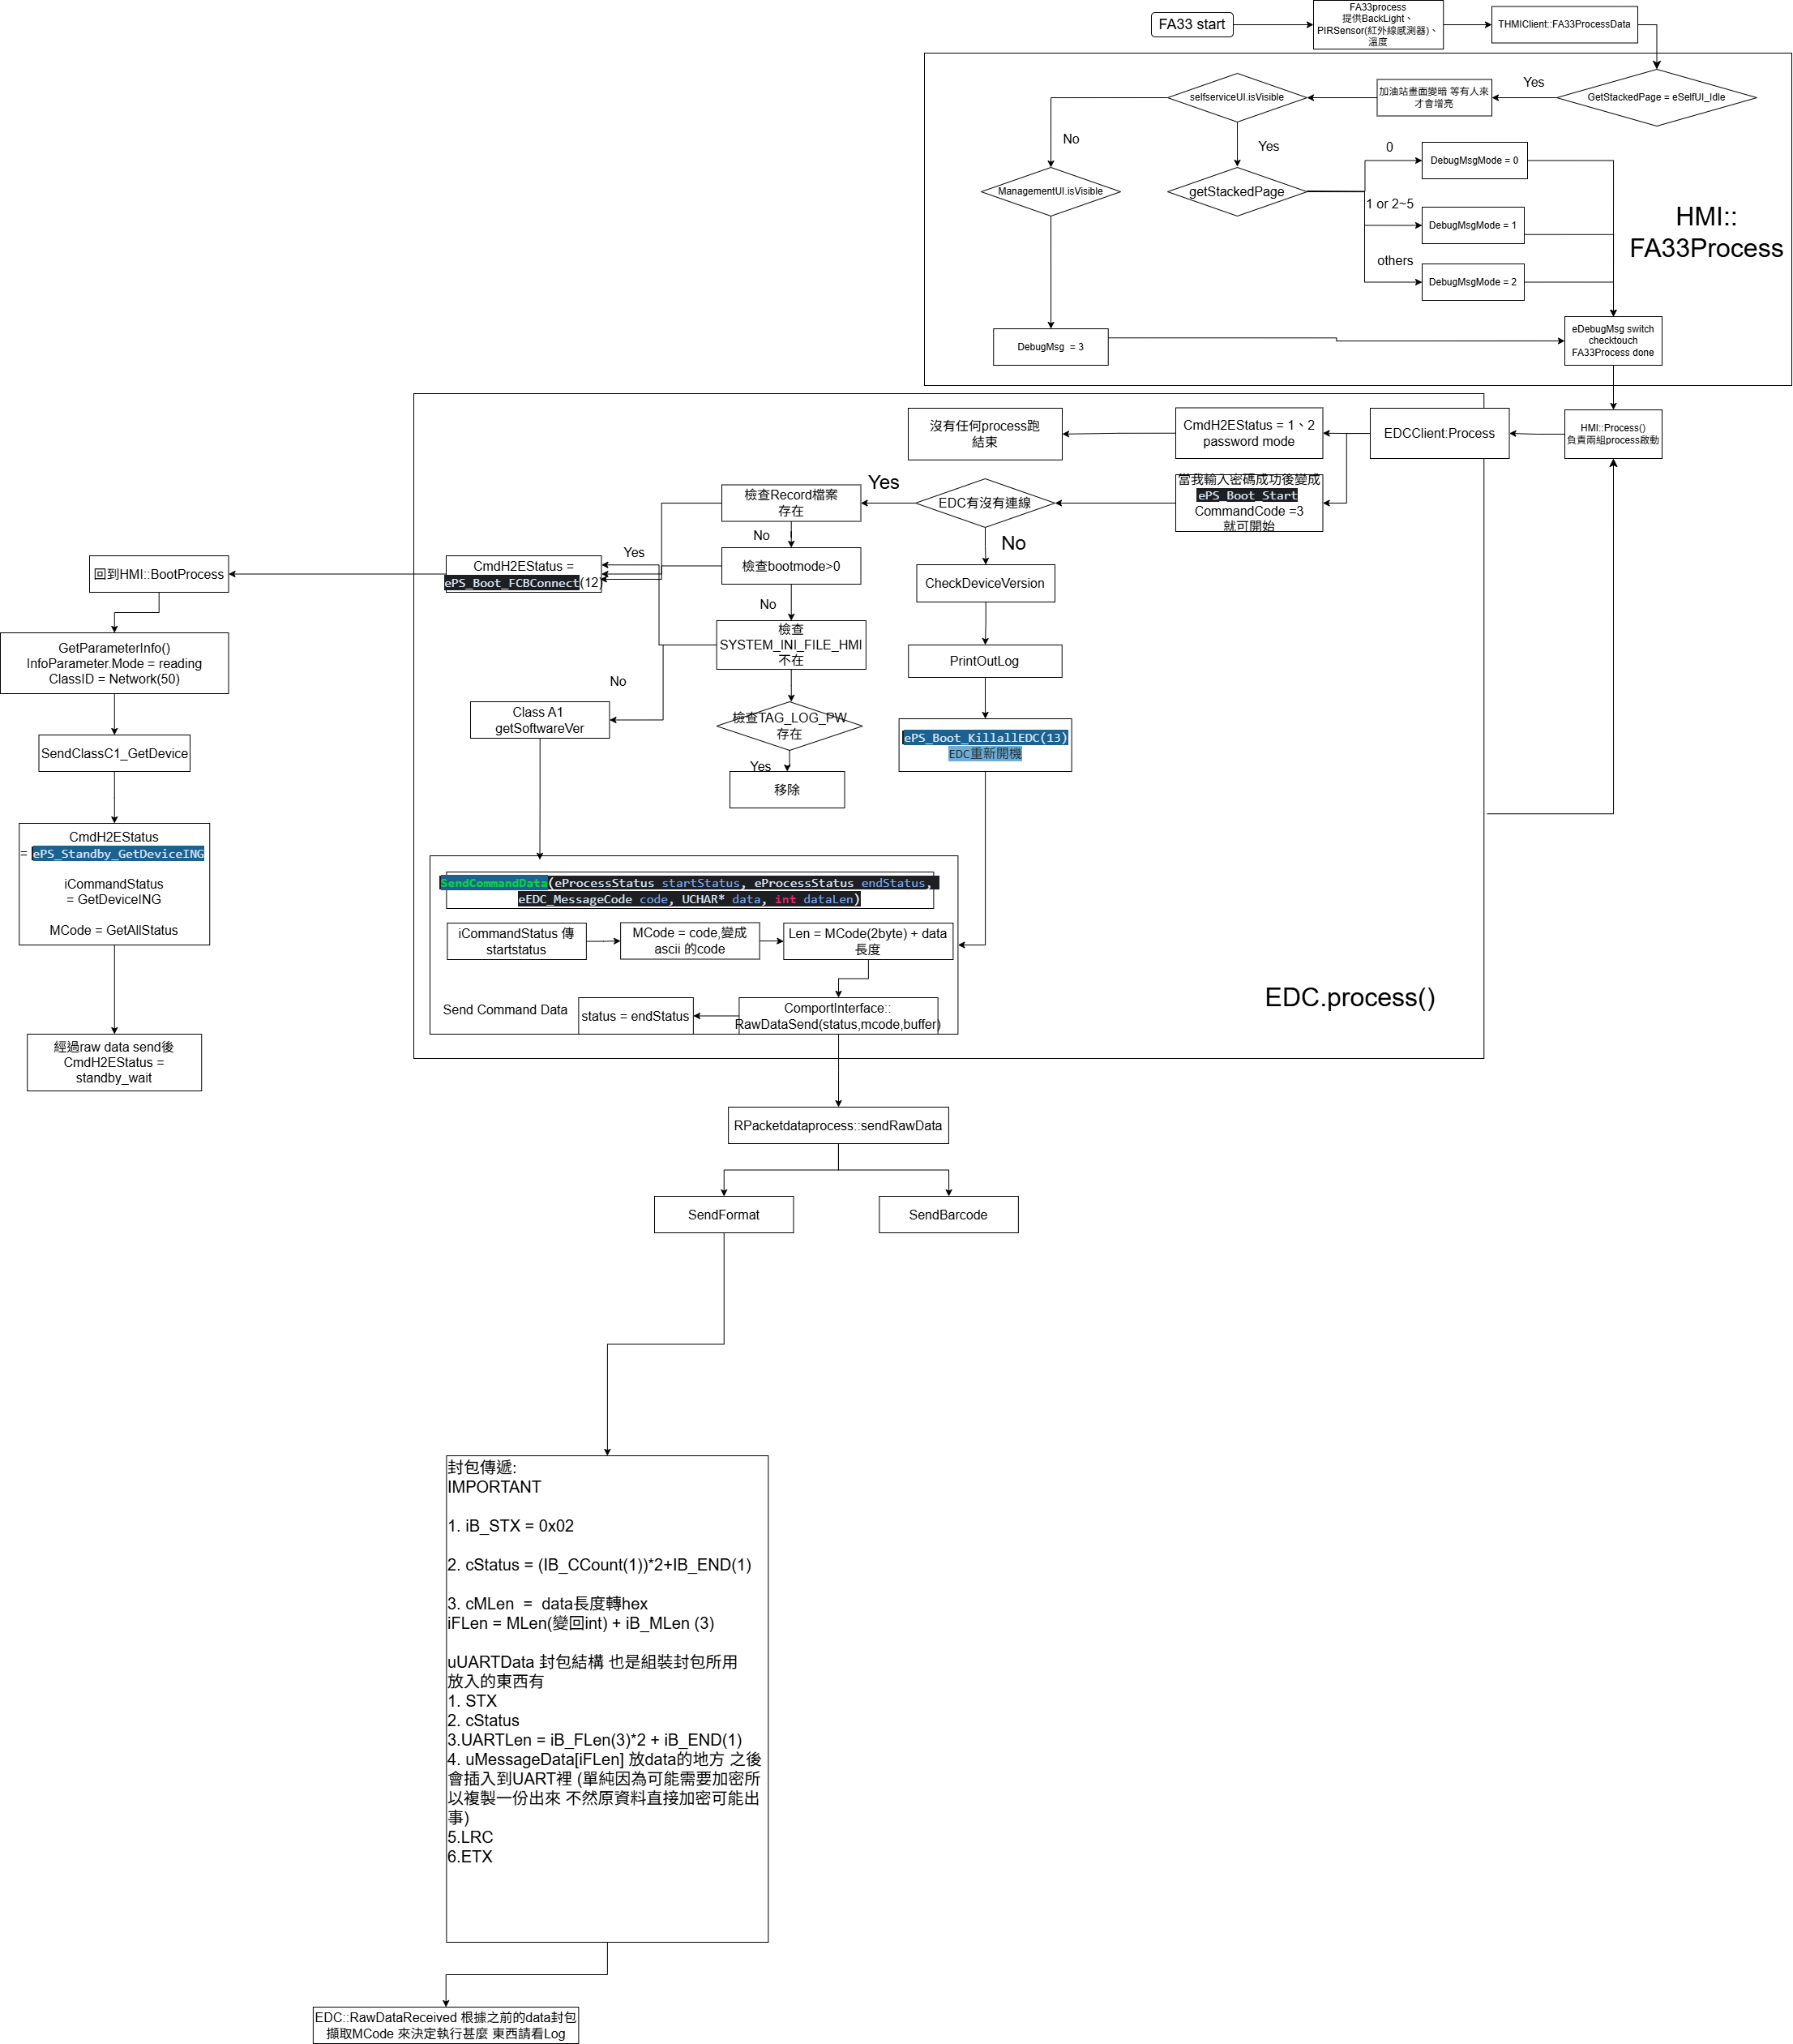 FA33 start
FA33process
提供BackLight、
PIRSensor(紅外線感測器)、
溫度
THMIClient::FA33ProcessData
GetStackedPage = eSelfUI_Idle
Yes
加油站畫面變暗 等有人來
才會增亮
selfserviceUI.isVisible
No
Yes
ManagementUI.isVisible
getStackedPage
0
DebugMsgMode = 0
1 or 2~5
DebugMsgMode = 1
others
DebugMsgMode = 2
HMI::
FA33Process
DebugMsg  = 3
eDebugMsg switch
checktouch
FA33Process done
HMI::Process()
負責兩組process啟動
EDCClient:Process
CmdH2EStatus = 1、2
password mode
沒有任何process跑
結束
當我輸入密碼成功後變成
ePS_Boot_Start
CommandCode =3
就可開始
EDC有沒有連線
Yes
No
檢查Record檔案
存在
No
檢查bootmode>0
No
檢查
SYSTEM_INI_FILE_HMI
不在
Yes
CmdH2EStatus =
ePS_Boot_FCBConnect(12)
No
Class A1
getSoftwareVer
檢查TAG_LOG_PW
存在
Yes
移除
CheckDeviceVersion
PrintOutLog
ePS_Boot_KillallEDC(13)
EDC重新開機
回到HMI::BootProcess
GetParameterInfo()
InfoParameter.Mode = reading
ClassID = Network(50)
SendClassC1_GetDevice
CmdH2EStatus
= ePS_Standby_GetDeviceING
iCommandStatus
= GetDeviceING
MCode = GetAllStatus
經過raw data send後
CmdH2EStatus =
standby_wait
SendCommandData(eProcessStatus startStatus, eProcessStatus endStatus,
eEDC_MessageCode code, UCHAR* data, int dataLen)
iCommandStatus 傳
startstatus
MCode = code,變成
ascii 的code
Len = MCode(2byte) + data
長度
Send Command Data
status = endStatus
ComportInterface::
RawDataSend(status,mcode,buffer)
EDC.process()
RPacketdataprocess::sendRawData
SendFormat
SendBarcode
封包傳遞:
IMPORTANT
1. iB_STX = 0x02
2. cStatus = (IB_CCount(1))*2+IB_END(1)
3. cMLen  =  data長度轉hex
iFLen = MLen(變回int) + iB_MLen (3)
uUARTData 封包結構 也是組裝封包所用
放入的東西有
1. STX
2. cStatus
3.UARTLen = iB_FLen(3)*2 + iB_END(1)
4. uMessageData[iFLen] 放data的地方 之後
會插入到UART裡 (單純因為可能需要加密所
以複製一份出來 不然原資料直接加密可能出
事)
5.LRC
6.ETX
EDC::RawDataReceived 根據之前的data封包
擷取MCode 來決定執行甚麼 東西請看Log